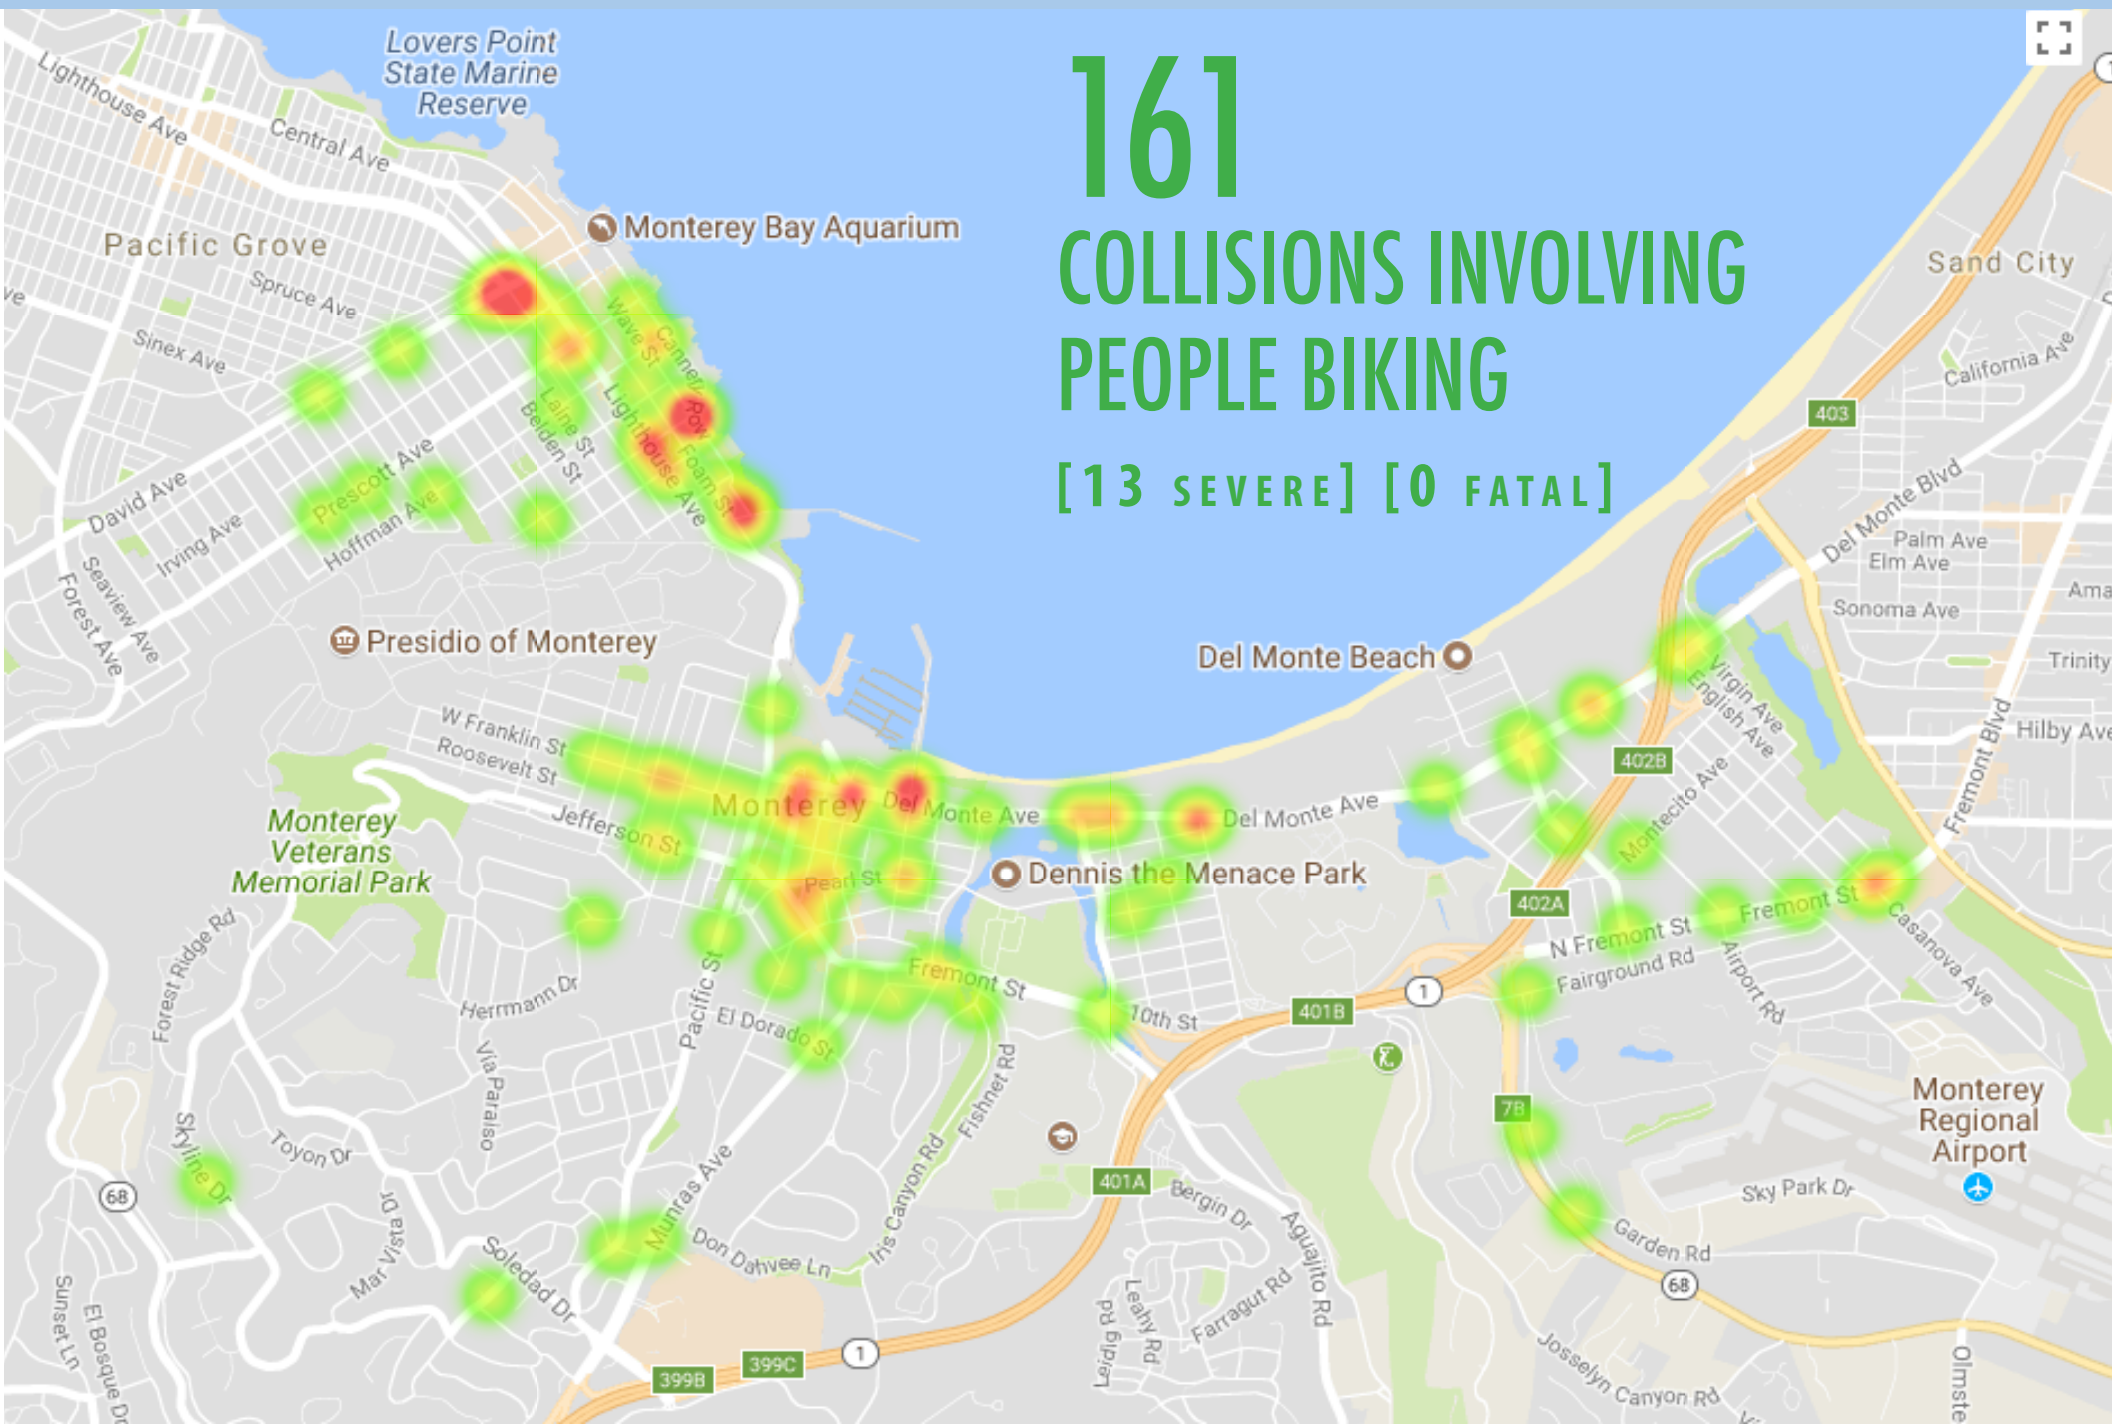 161
COLLISIONS INVOLVING
PEOPLE BIKING
[13 SEVERE] [0 FATAL]
Lovers Point
State Marine
Reserve
Lighthouse Ave
Central Ave
Monterey Bay Aquarium
Pacific Grove
Spruce Ave
Sinex Ave
Wave St
Cannery Row
Lighthouse Ave
Foam St
Laine St
Belden St
David Ave
Prescott Ave
Irving Ave
Hoffman Ave
Seaview Ave
Forest Ave
Presidio of Monterey
Sand City
California Ave
403
Del Monte Blvd
Palm Ave
Elm Ave
Sonoma Ave
Trinity
Hilby Ave
Fremont Blvd
Del Monte Beach
Virgin Ave
English Ave
402B
Montecito Ave
W Franklin St
Roosevelt St
Jefferson St
Monterey
Del Monte Ave
Del Monte Ave
Pearl St
Dennis the Menace Park
Monterey
Veterans
Memorial Park
402A
Fremont St
N Fremont St
Fairground Rd
Airport Rd
Casanova Ave
Forest Ridge Rd
Herrmann Dr
Pacific St
Fremont St
El Dorado St
10th St
401B
1
Via Paraiso
Fishnet Rd
7B
Monterey
Regional
Airport
Skyline Dr
Toyon Dr
68
Mar Vista Dr
Munras Ave
Iris Canyon Rd
401A
Bergin Dr
Aguajito Rd
Sky Park Dr
Garden Rd
68
Soledad Dr
Don Dahvee Ln
Sunset Ln
El Bosque Dr
Leidig Rd
Leahy Rd
Farragut Rd
Josselyn Canyon Rd
Olmste
399B
399C
1
1
Ama
ve